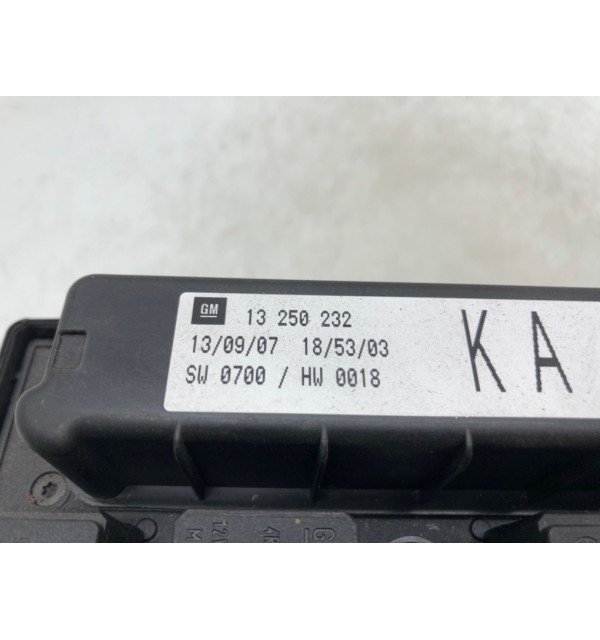 GM 13 250 232
13/09/07 18/53/03
SW 0700 / HW 0018
KA